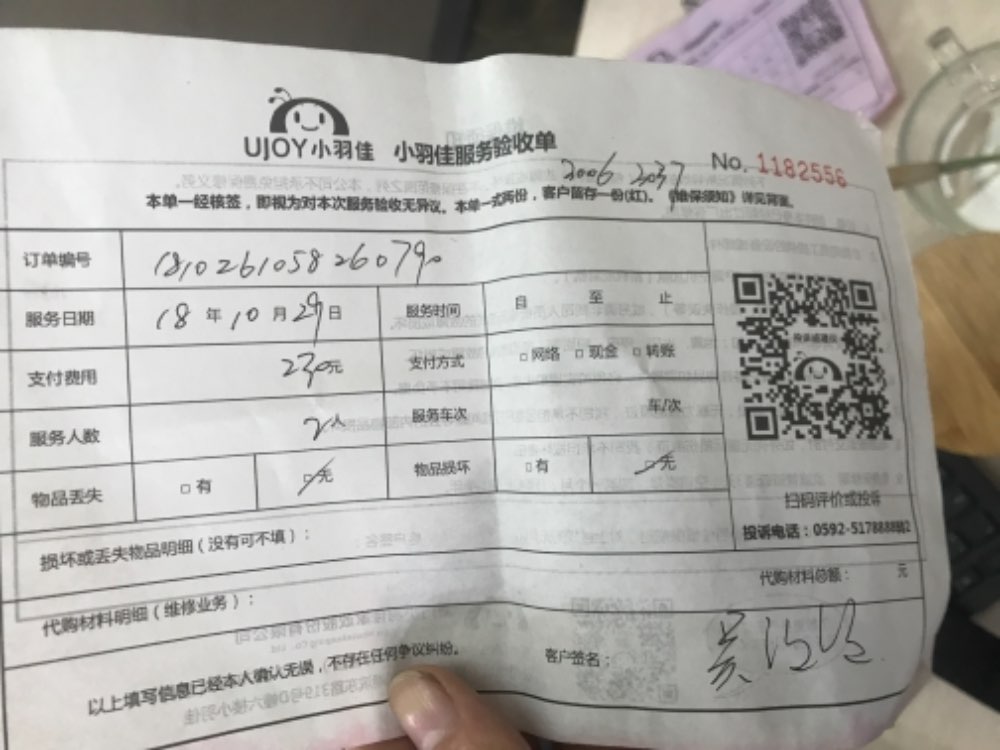 UJOY小羽佳 小羽佳服务验收单
No. 1182556
2006 2037
本单一经核签，即视为对本次服务验收无异议。本单一式两份，客户留存一份(红)。《维保须知》详见背面。
订单编号
服务日期 18 年 10 月 29 日 服务时间 自 至 止
支付费用 230元 支付方式 □ 网络 □ 现金 □ 转账
服务人数 2人 服务车次 车/次
物品丢失 □ 有 □ 无 物品损坏 □ 有 □ 无
扫码评价或投诉
投诉电话：0592-5178888
损坏或丢失物品明细（没有可不填）：
代购材料明细（维修业务）： 代购材料总额： 元
以上填写信息已经本人确认无误，不存在任何争议纠纷。 客户签名：